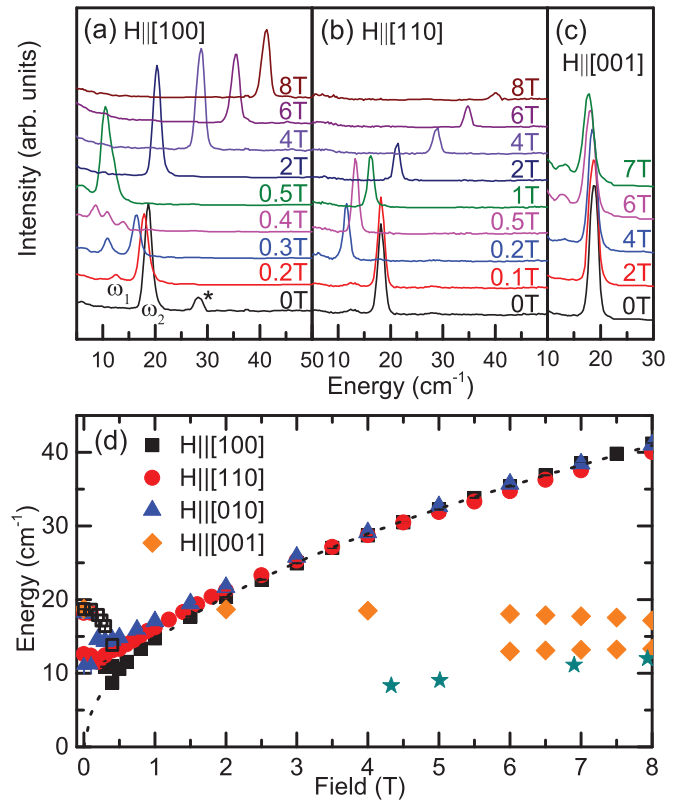 (a) H||[100]
8T
6T
4T
2T
0.5T
0.4T
0.3T
0.2T
0T
ω1
ω2
*
5 10 20 30 40 50
(b) H||[110]
8T
6T
4T
2T
1T
0.5T
0.2T
0.1T
0T
10 20 30 40
(c)
H||[001]
7T
6T
4T
2T
0T
10 20 30
Intensity (arb. units)
Energy (cm-1)
(d)
H||[100]
H||[110]
H||[010]
H||[001]
Energy (cm-1)
40
30
20
10
0
0 1 2 3 4 5 6 7 8
Field (T)